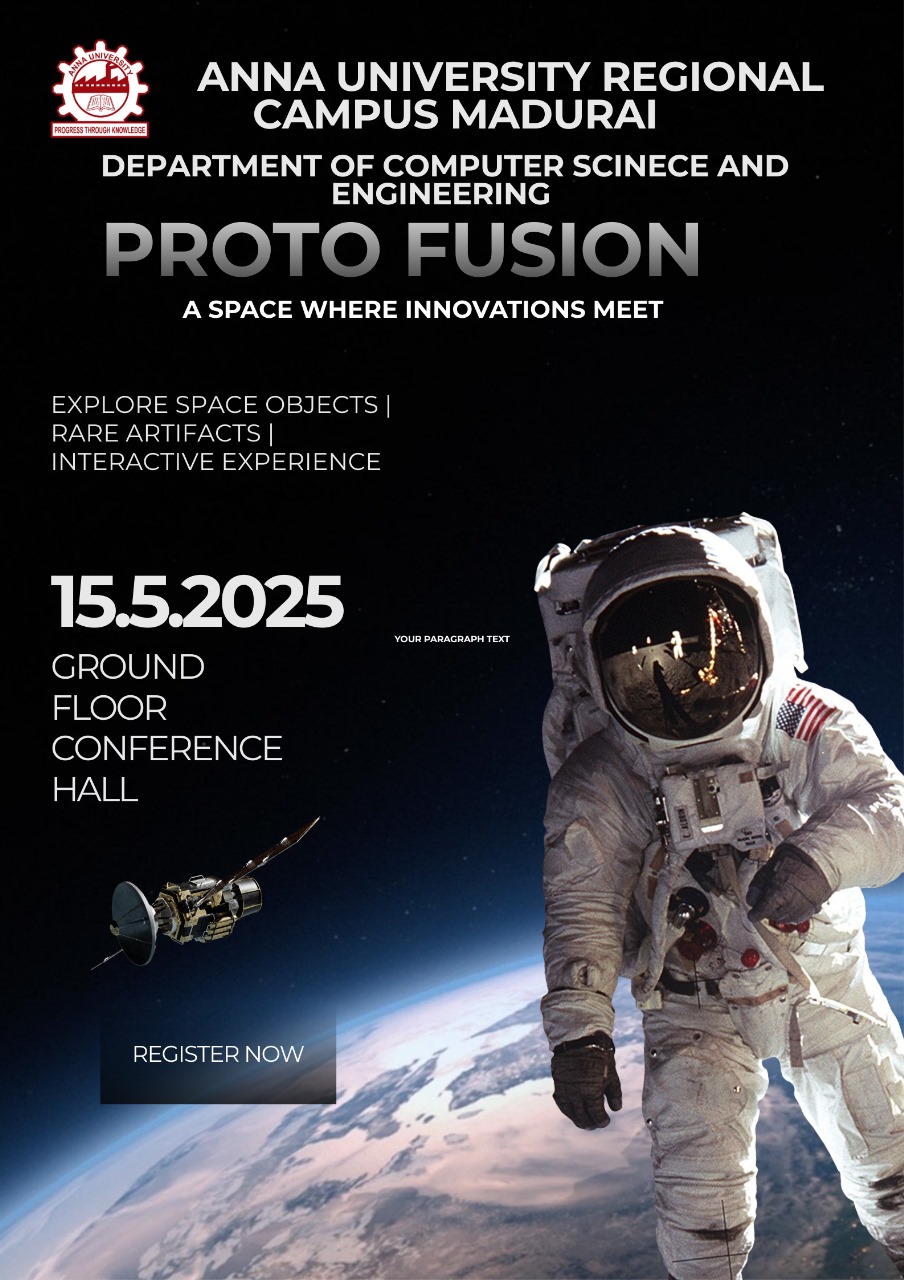 ANNA UNIVERSITY
PROGRESS THROUGH KNOWLEDGE
ANNA UNIVERSITY REGIONAL
CAMPUS MADURAI
DEPARTMENT OF COMPUTER SCINECE AND
ENGINEERING
PROTO FUSION
A SPACE WHERE INNOVATIONS MEET
EXPLORE SPACE OBJECTS |
RARE ARTIFACTS |
INTERACTIVE EXPERIENCE
15.5.2025
YOUR PARAGRAPH TEXT
GROUND
FLOOR
CONFERENCE
HALL
E. ALDRIN
REGISTER NOW